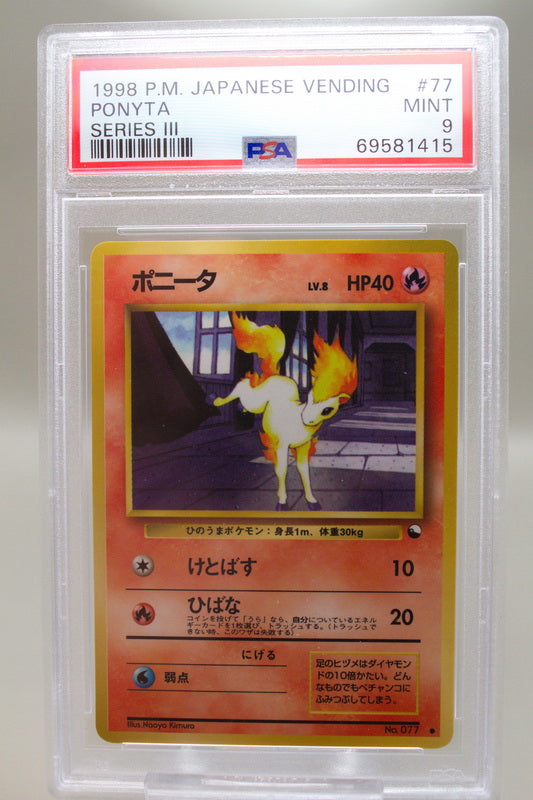 1998 P.M. JAPANESE VENDING #77
PONYTA MINT
SERIES III 9
PSA 69581415
ポニータ LV.8 HP40
ひのうまポケモン：身長1m、体重30kg
けとばす 10
ひばな 20
コインを投げて「うら」なら、自分についているエネル
ギーカードを1枚選び、トラッシュする。（トラッシュで
きない時、このワザは失敗する）
にげる
弱点
足のヒヅメはダイヤモン
ドの10倍かたい。どん
なものでもペチャンコに
ふみつぶしてしまう。
Illus. Naoyo Kimura No. 077 ●